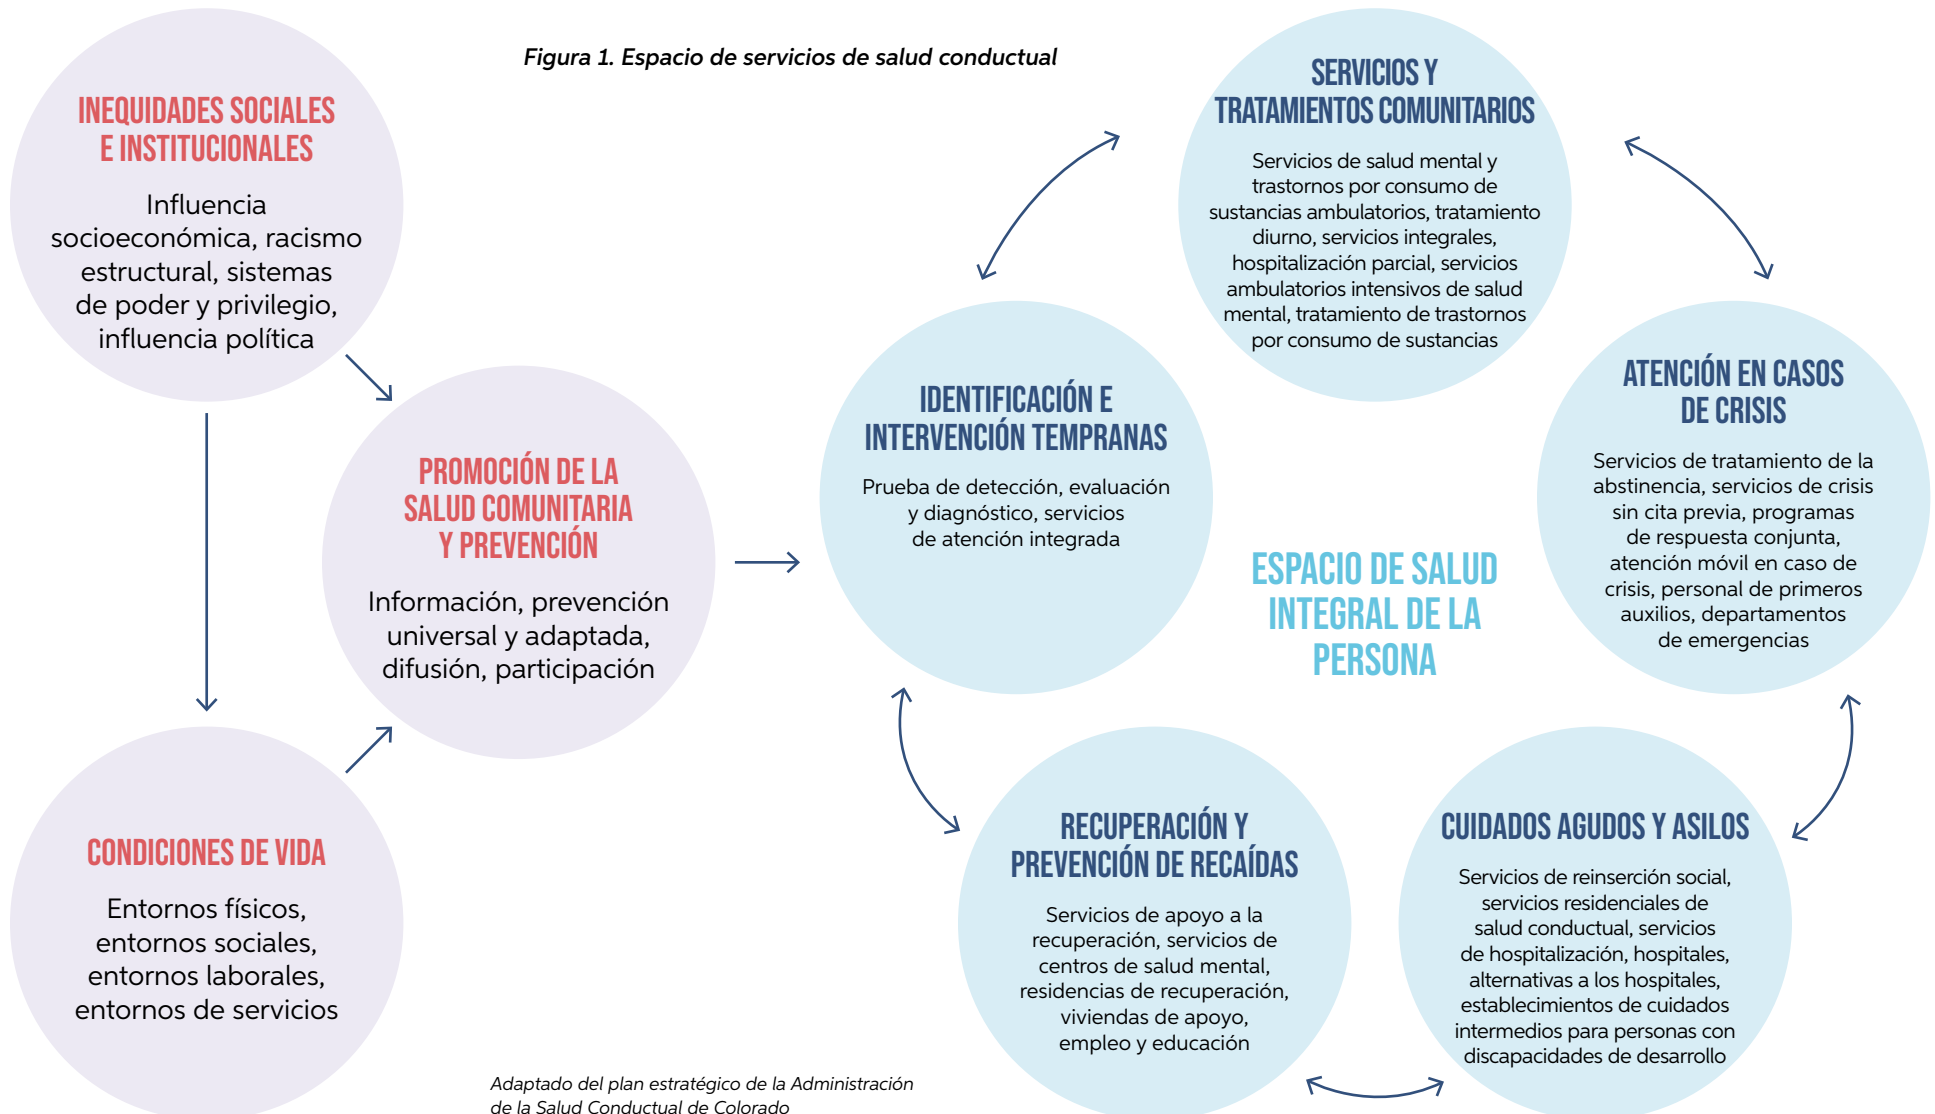 Figura 1. Espacio de servicios de salud conductual
INEQUIDADES SOCIALES
E INSTITUCIONALES
Influencia
socioeconómica, racismo
estructural, sistemas
de poder y privilegio,
influencia política
PROMOCIÓN DE LA
SALUD COMUNITARIA
Y PREVENCIÓN
Información, prevención
universal y adaptada,
difusión, participación
CONDICIONES DE VIDA
Entornos físicos,
entornos sociales,
entornos laborales,
entornos de servicios
IDENTIFICACIÓN E
INTERVENCIÓN TEMPRANAS
Prueba de detección, evaluación
y diagnóstico, servicios
de atención integrada
SERVICIOS Y
TRATAMIENTOS COMUNITARIOS
Servicios de salud mental y
trastornos por consumo de
sustancias ambulatorios, tratamiento
diurno, servicios integrales,
hospitalización parcial, servicios
ambulatorios intensivos de salud
mental, tratamiento de trastornos
por consumo de sustancias
ATENCIÓN EN CASOS
DE CRISIS
Servicios de tratamiento de la
abstinencia, servicios de crisis
sin cita previa, programas
de respuesta conjunta,
atención móvil en caso de
crisis, personal de primeros
auxilios, departamentos
de emergencias
ESPACIO DE SALUD
INTEGRAL DE LA
PERSONA
RECUPERACIÓN Y
PREVENCIÓN DE RECAÍDAS
Servicios de apoyo a la
recuperación, servicios de
centros de salud mental,
residencias de recuperación,
viviendas de apoyo,
empleo y educación
CUIDADOS AGUDOS Y ASILOS
Servicios de reinserción social,
servicios residenciales de
salud conductual, servicios
de hospitalización, hospitales,
alternativas a los hospitales,
establecimientos de cuidados
intermedios para personas con
discapacidades de desarrollo
Adaptado del plan estratégico de la Administración
de la Salud Conductual de Colorado